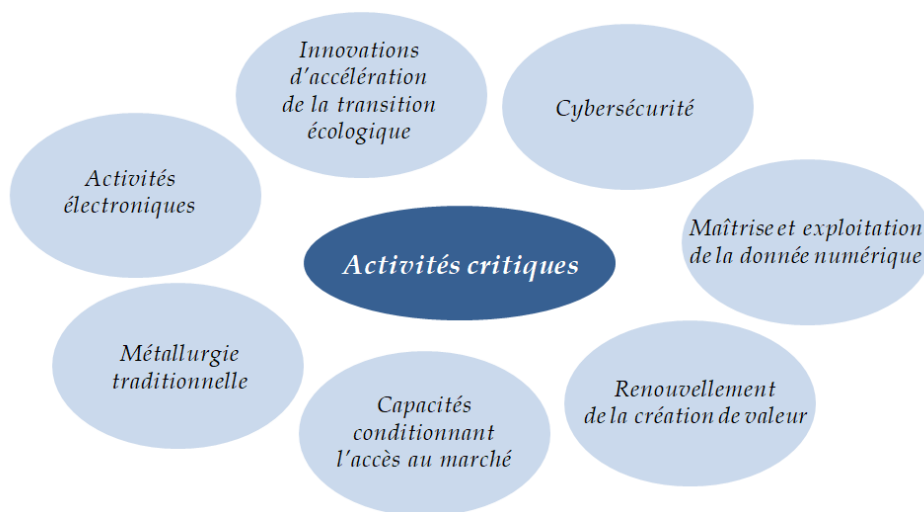 Innovations
d'accélération
de la transition
écologique
Cybersécurité
Activités
électroniques
Maîtrise et exploitation
de la donnée numérique
Activités critiques
Métallurgie
traditionnelle
Capacités
conditionnant
l'accès au marché
Renouvellement
de la création de valeur